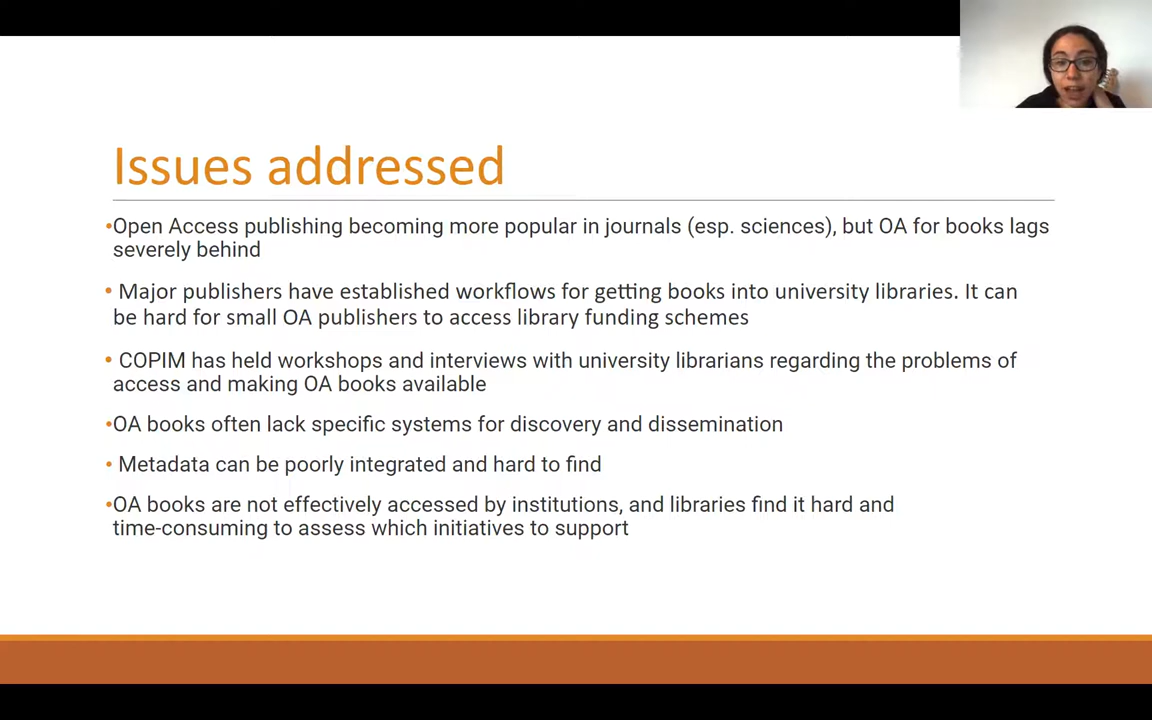 Issues addressed
•Open Access publishing becoming more popular in journals (esp. sciences), but OA for books lags
severely behind
• Major publishers have established workflows for getting books into university libraries. It can
be hard for small OA publishers to access library funding schemes
• COPIM has held workshops and interviews with university librarians regarding the problems of
access and making OA books available
•OA books often lack specific systems for discovery and dissemination
• Metadata can be poorly integrated and hard to find
•OA books are not effectively accessed by institutions, and libraries find it hard and
time-consuming to assess which initiatives to support